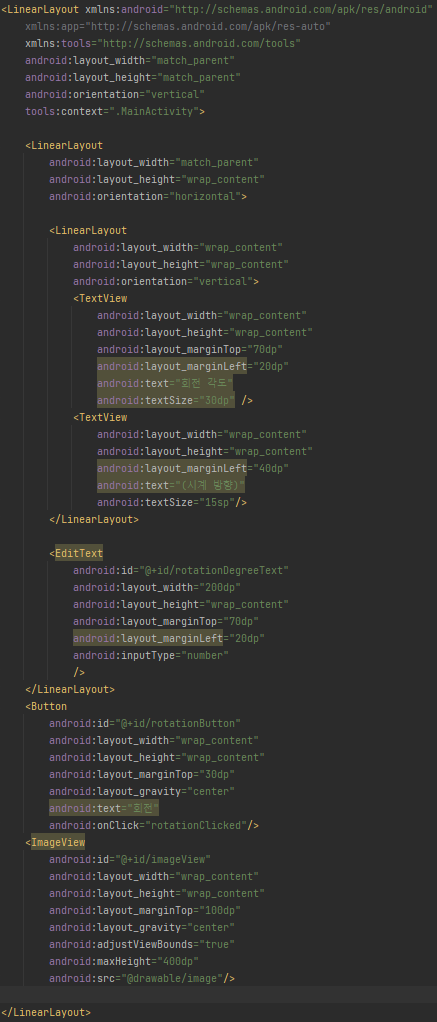 <LinearLayout xmlns:android="http://schemas.android.com/apk/res/android"
    xmlns:app="http://schemas.android.com/apk/res-auto"
    xmlns:tools="http://schemas.android.com/tools"
    android:layout_width="match_parent"
    android:layout_height="match_parent"
    android:orientation="vertical"
    tools:context=".MainActivity">

    <LinearLayout
        android:layout_width="match_parent"
        android:layout_height="wrap_content"
        android:orientation="horizontal">

        <LinearLayout
            android:layout_width="wrap_content"
            android:layout_height="wrap_content"
            android:orientation="vertical">
            <TextView
                android:layout_width="wrap_content"
                android:layout_height="wrap_content"
                android:layout_marginTop="70dp"
                android:layout_marginLeft="20dp"
                android:text="회전 각도"
                android:textSize="30dp" />
            <TextView
                android:layout_width="wrap_content"
                android:layout_height="wrap_content"
                android:layout_marginLeft="40dp"
                android:text="(시계 방향)"
                android:textSize="15sp"/>
        </LinearLayout>

        <EditText
            android:id="@+id/rotationDegreeText"
            android:layout_width="200dp"
            android:layout_height="wrap_content"
            android:layout_marginTop="70dp"
            android:layout_marginLeft="20dp"
            android:inputType="number"
            />
    </LinearLayout>
    <Button
        android:id="@+id/rotationButton"
        android:layout_width="wrap_content"
        android:layout_height="wrap_content"
        android:layout_marginTop="30dp"
        android:layout_gravity="center"
        android:text="회전"
        android:onClick="rotationClicked"/>
    <ImageView
        android:id="@+id/imageView"
        android:layout_width="wrap_content"
        android:layout_height="wrap_content"
        android:layout_marginTop="100dp"
        android:layout_gravity="center"
        android:adjustViewBounds="true"
        android:maxHeight="400dp"
        android:src="@drawable/image"/>

</LinearLayout>